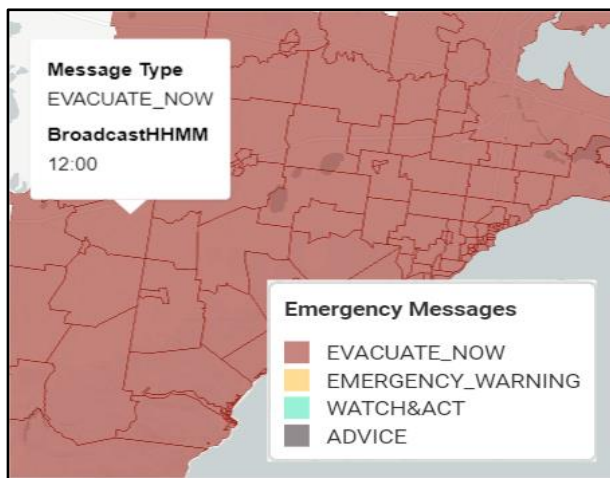 Message Type
EVACUATE_NOW
BroadcastHHMM
12:00
Emergency Messages
EVACUATE_NOW
EMERGENCY_WARNING
WATCH&ACT
ADVICE